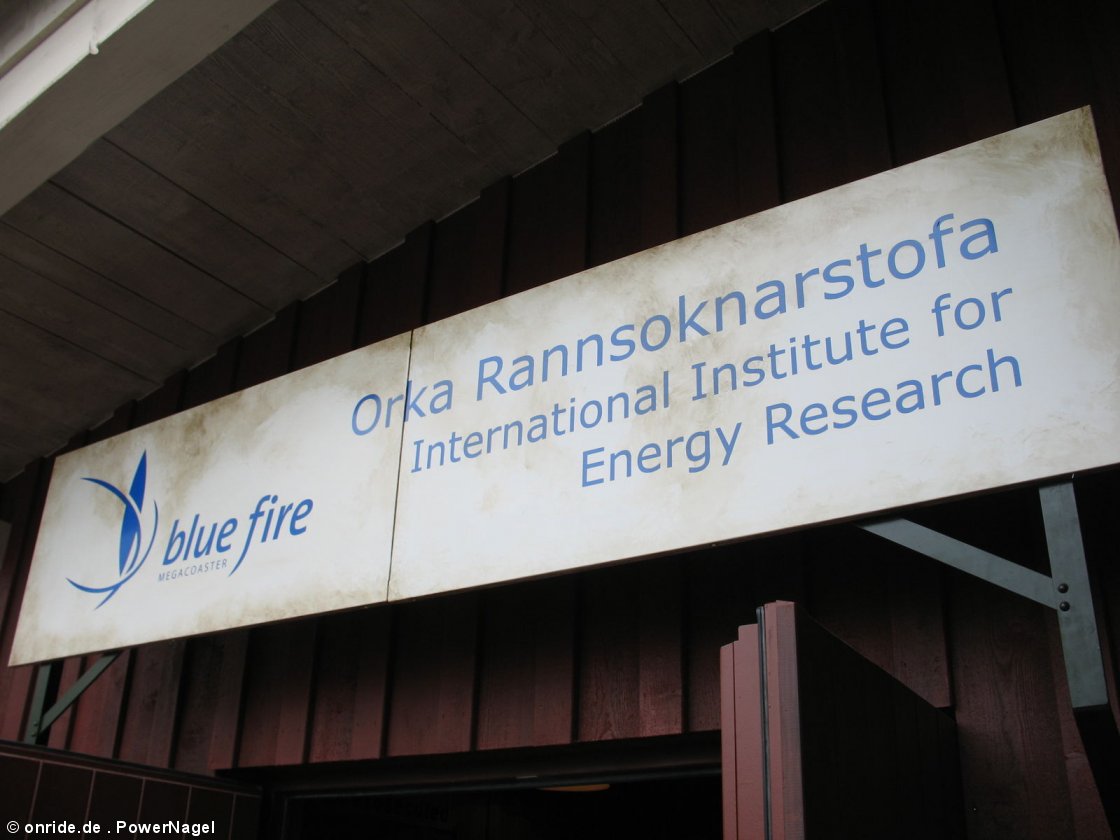 Orka Rannsoknarstofa
International Institute for
Energy Research
blue fire
MEGACOASTER
© onride.de . PowerNagel